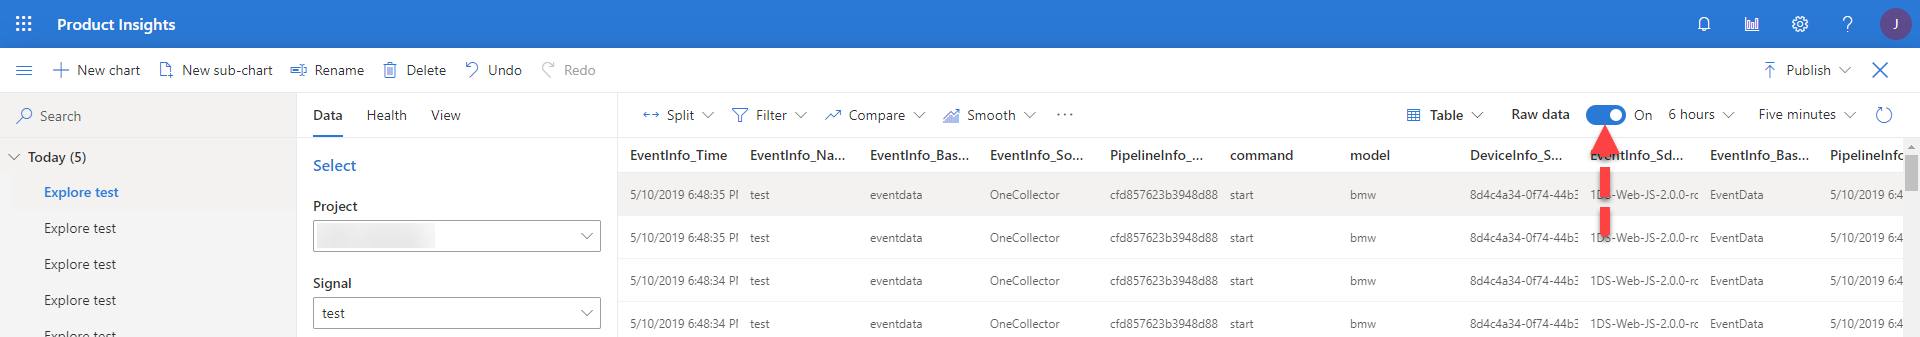 Product Insights
J
New chart New sub-chart Rename Delete Undo Redo Publish
Search
Today (5)
Explore test
Explore test
Explore test
Explore test
Explore test
Data Health View
Select
Project
Signal
test
Split Filter Compare Smooth ... Table Raw data On 6 hours Five minutes
EventInfo_Time EventInfo_Na... EventInfo_Bas... EventInfo_So... PipelineInfo_... command model DeviceInfo_S... EventInfo_Sd... EventInfo_Bas... PipelineInfo
5/10/2019 6:48:35 PM test eventdata OneCollector cfd857623b3948d88 start bmw 8d4c4a34-0f74-44b3 1DS-Web-JS-2.0.0-rc EventData 5/10/2019 6:4
5/10/2019 6:48:35 PM test eventdata OneCollector cfd857623b3948d88 start bmw 8d4c4a34-0f74-44b3 1DS-Web-JS-2.0.0-rc EventData 5/10/2019 6:4
5/10/2019 6:48:34 PM test eventdata OneCollector cfd857623b3948d88 start bmw 8d4c4a34-0f74-44b3 1DS-Web-JS-2.0.0-rc EventData 5/10/2019 6:4
5/10/2019 6:48:34 PM test eventdata OneCollector cfd857623b3948d88 start bmw 8d4c4a34-0f74-44b3 1DS-Web-JS-2.0.0-rc EventData 5/10/2019 6:4